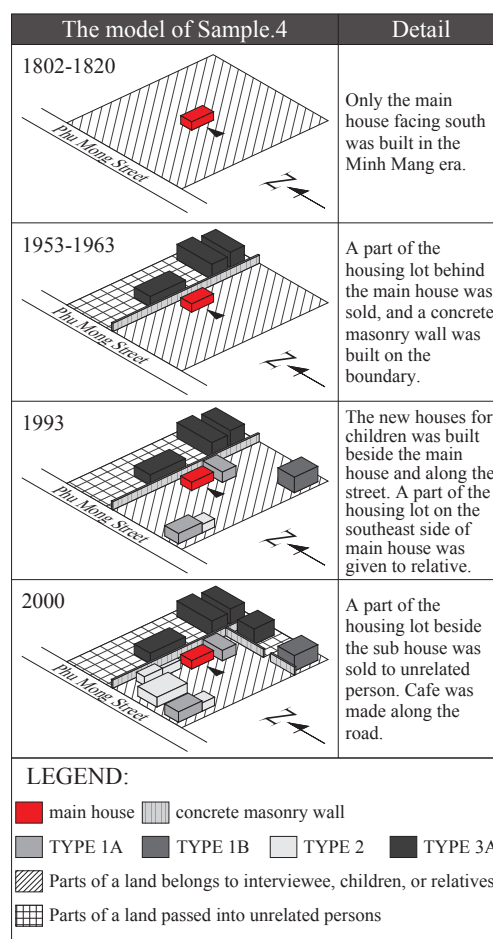 The model of Sample.4
Detail
1802-1820
Phu Mong Street
Z
Only the main
house facing south
was built in the
Minh Mang era.
1953-1963
Phu Mong Street
Z
A part of the
housing lot behind
the main house was
sold, and a concrete
masonry wall was
built on the
boundary.
1993
Phu Mong Street
Z
The new houses for
children was built
beside the main
house and along the
street. A part of the
housing lot on the
southeast side of
main house was
given to relative.
2000
Phu Mong Street
Z
A part of the
housing lot beside
the sub house was
sold to unrelated
person. Cafe was
made along the
road.
LEGEND:
main house
concrete masonry wall
TYPE 1A
TYPE 1B
TYPE 2
TYPE 3A
Parts of a land belongs to interviewee, children, or relatives
Parts of a land passed into unrelated persons